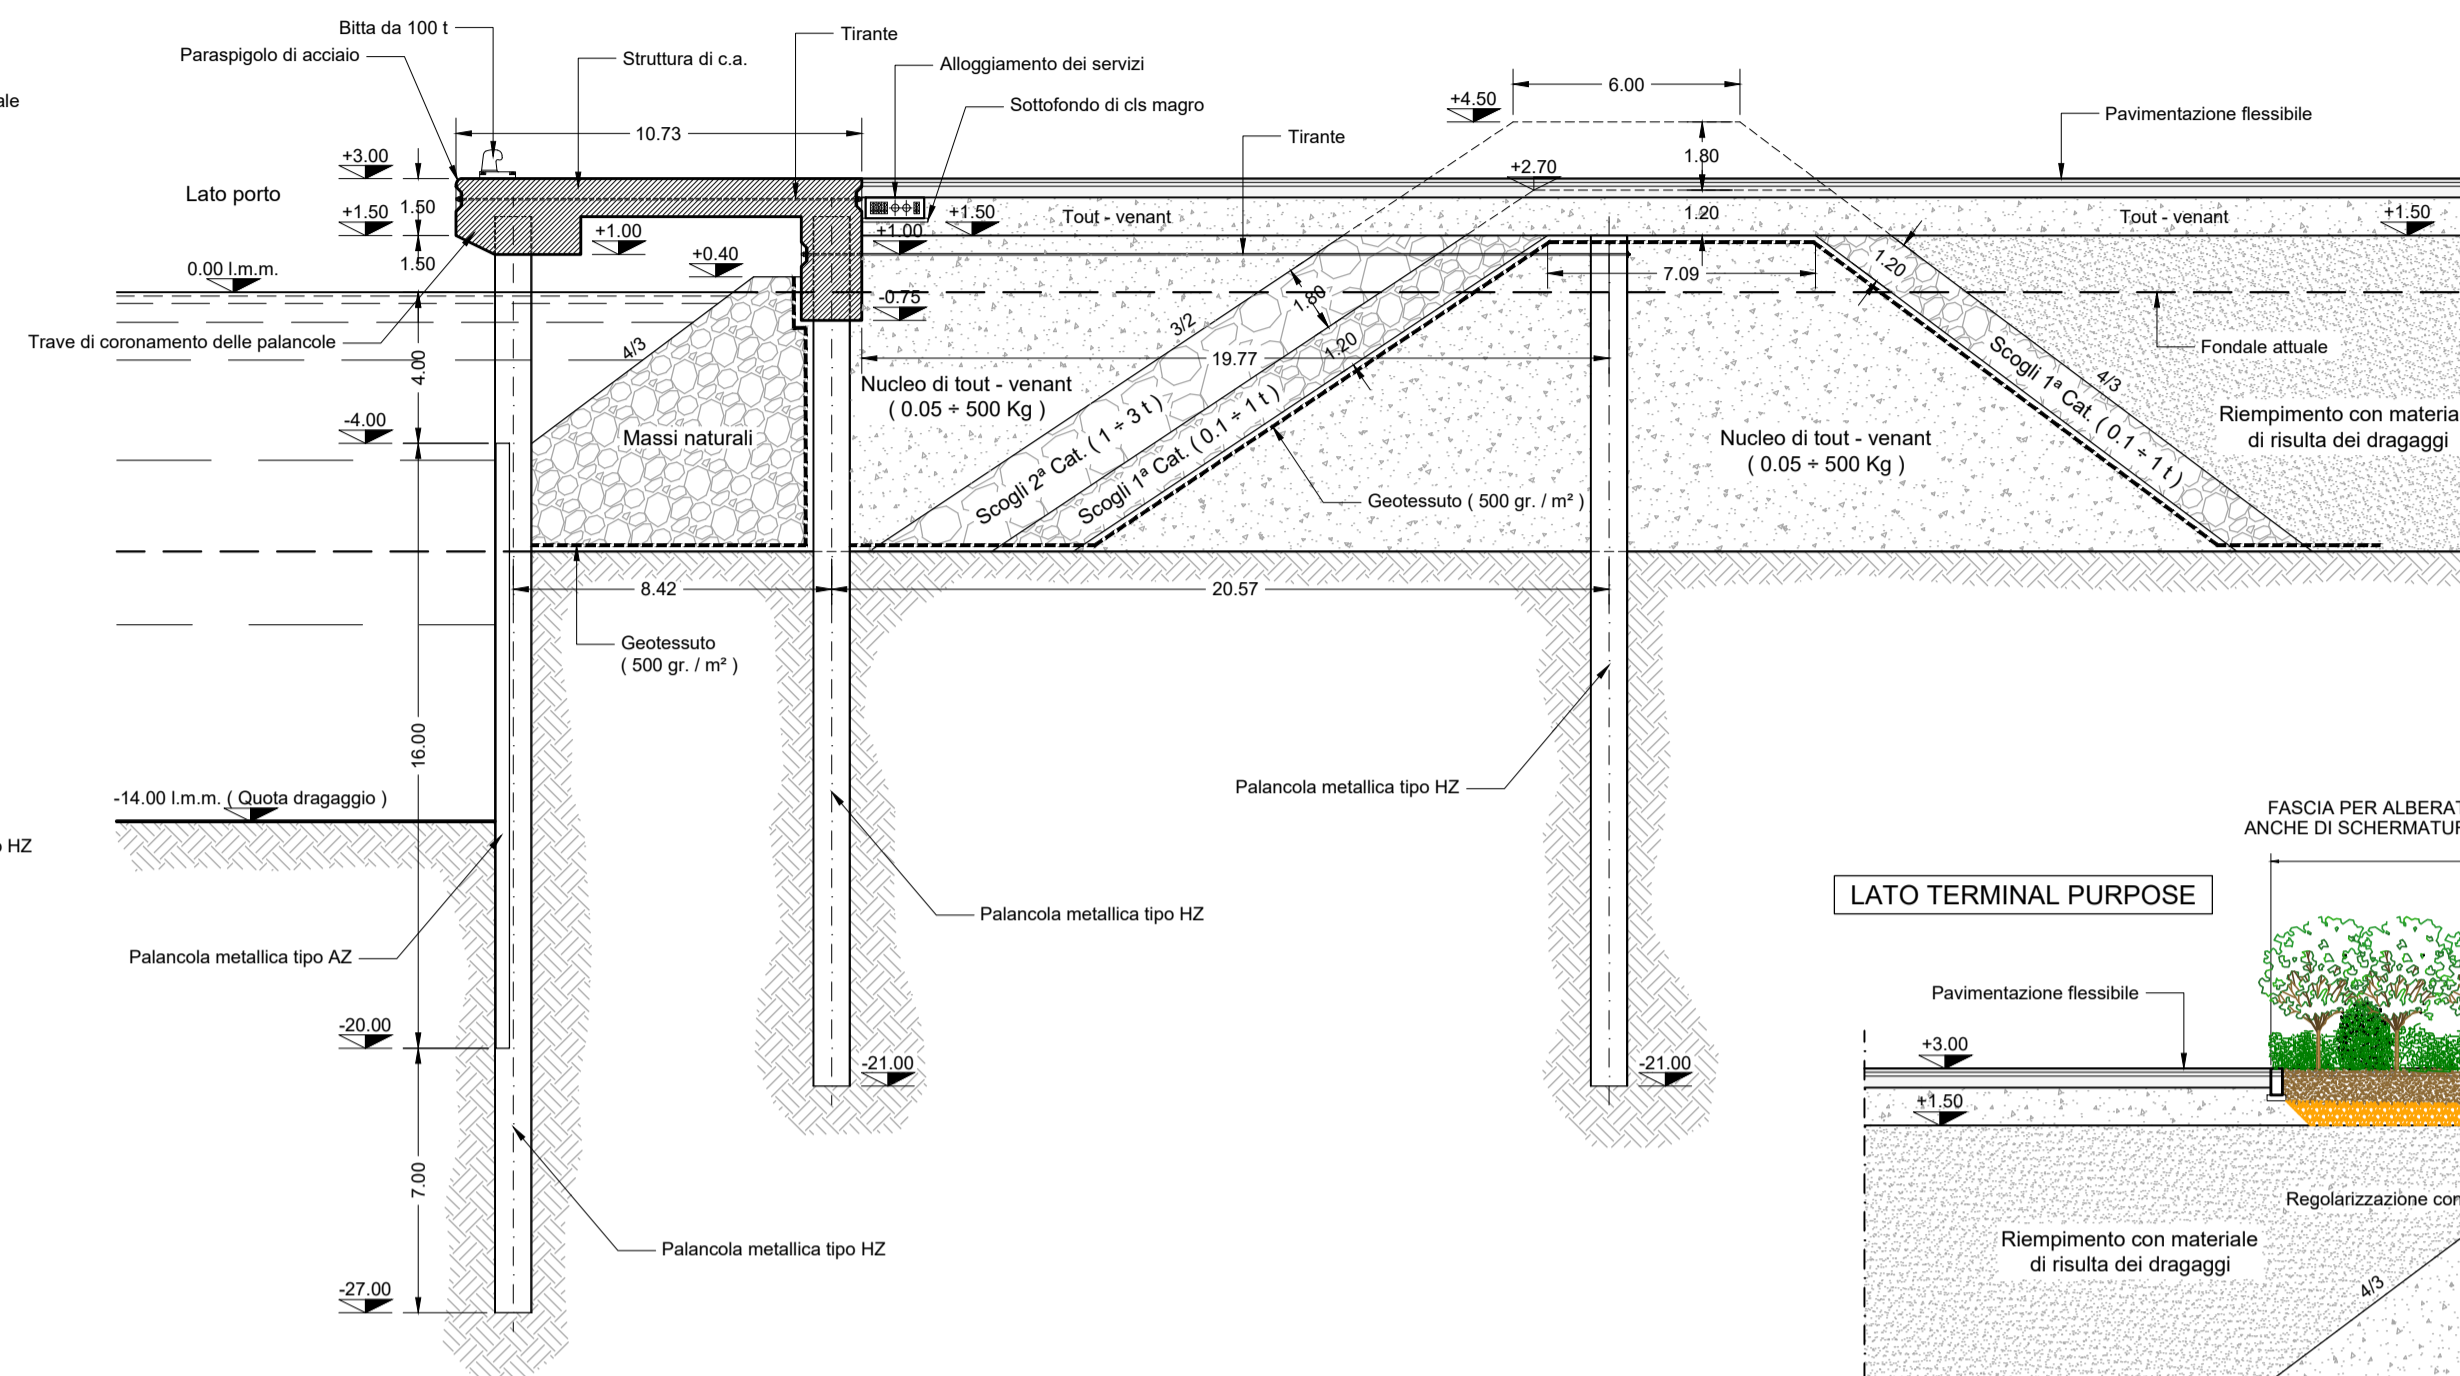 Bitta da 100 t
Paraspigolo di acciaio
Struttura di c.a.
Tirante
Alloggiamento dei servizi
Sottofondo di cls magro
Tirante
6.00
+4.50
Pavimentazione flessibile
ale
10.73
+3.00
Lato porto
+1.50
1.50
1.50
+1.00
+0.40
0.00 l.m.m.
+1.50
+1.00
-0.75
Tout - venant
+2.70
1.80
1.20
Tout - venant
+1.50
7.09
1.20
1.80
3/2
1.20
19.77
4/3
4/3
Trave di coronamento delle palancole
4.00
-4.00
Massi naturali
Nucleo di tout - venant
( 0.05 ÷ 500 Kg )
Scogli 2ª Cat. ( 1 ÷ 3 t )
Scogli 1ª Cat. ( 0.1 ÷ 1 t )
Geotessuto ( 500 gr. / m² )
Nucleo di tout - venant
( 0.05 ÷ 500 Kg )
Scogli 1ª Cat. ( 0.1 ÷ 1 t )
Fondale attuale
Riempimento con materia
di risulta dei dragaggi
8.42
20.57
Geotessuto
( 500 gr. / m² )
16.00
-14.00 l.m.m. ( Quota dragaggio )
o HZ
Palancola metallica tipo HZ
Palancola metallica tipo HZ
Palancola metallica tipo AZ
-20.00
-21.00
-21.00
7.00
Palancola metallica tipo HZ
-27.00
FASCIA PER ALBERAT
ANCHE DI SCHERMATUR
LATO TERMINAL PURPOSE
Pavimentazione flessibile
+3.00
+1.50
Regolarizzazione con
Riempimento con materiale
di risulta dei dragaggi
4/3